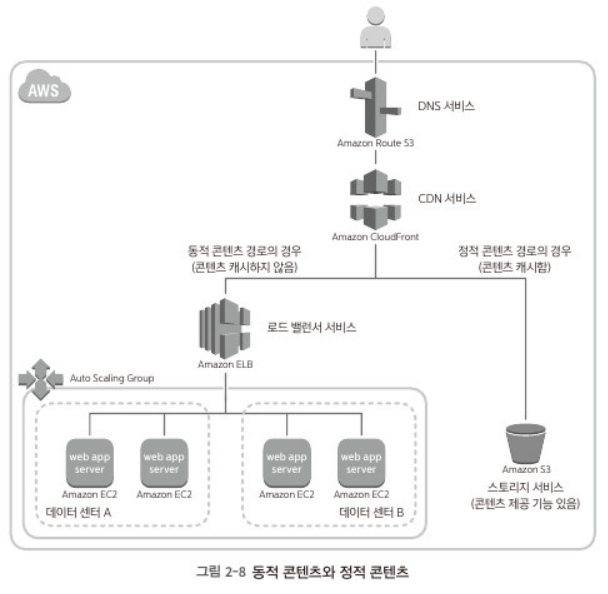 AWS
DNS 서비스
Amazon Route 53
CDN 서비스
Amazon CloudFront
동적 콘텐츠 경로의 경우
(콘텐츠 캐시하지 않음)
정적 콘텐츠 경로의 경우
(콘텐츠 캐시함)
로드 밸런서 서비스
Amazon ELB
Auto Scaling Group
web app
server
Amazon EC2
web app
server
Amazon EC2
데이터 센터 A
web app
server
Amazon EC2
web app
server
Amazon EC2
데이터 센터 B
Amazon S3
스토리지 서비스
(콘텐츠 제공 기능 있음)
그림 2-8 동적 콘텐츠와 정적 콘텐츠